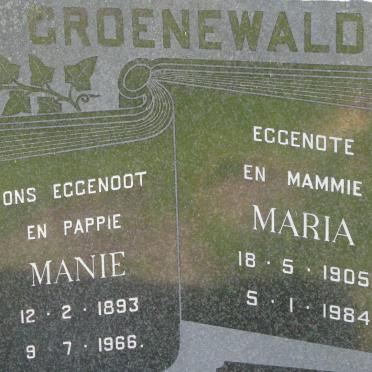 GROENEWALD
ONS EGGENOOT
EN PAPPIE
MANIE
12 · 2 · 1893
9 · 7 · 1966.
EGGENOTE
EN MAMMIE
MARIA
18 · 5 · 1905
5 · 1 · 1984